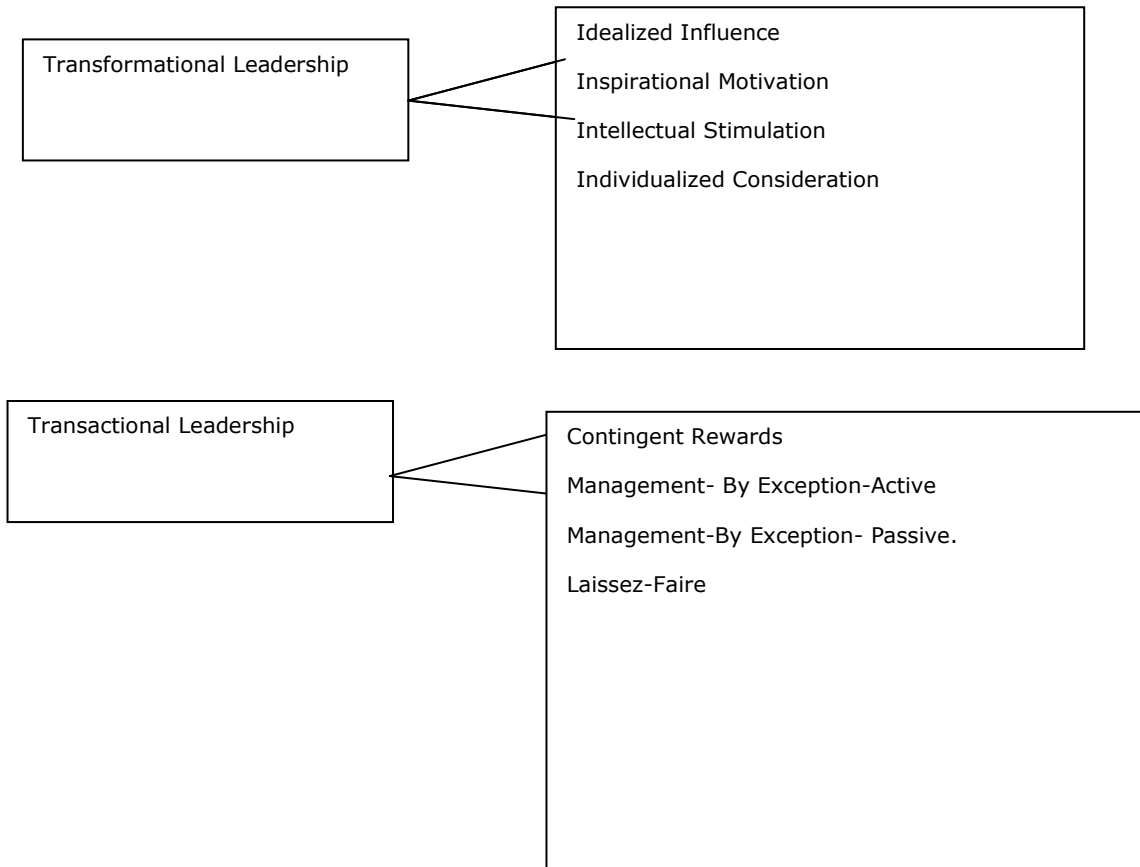 Transformational Leadership
Idealized Influence
Inspirational Motivation
Intellectual Stimulation
Individualized Consideration
Transactional Leadership
Contingent Rewards
Management- By Exception-Active
Management-By Exception- Passive.
Laissez-Faire